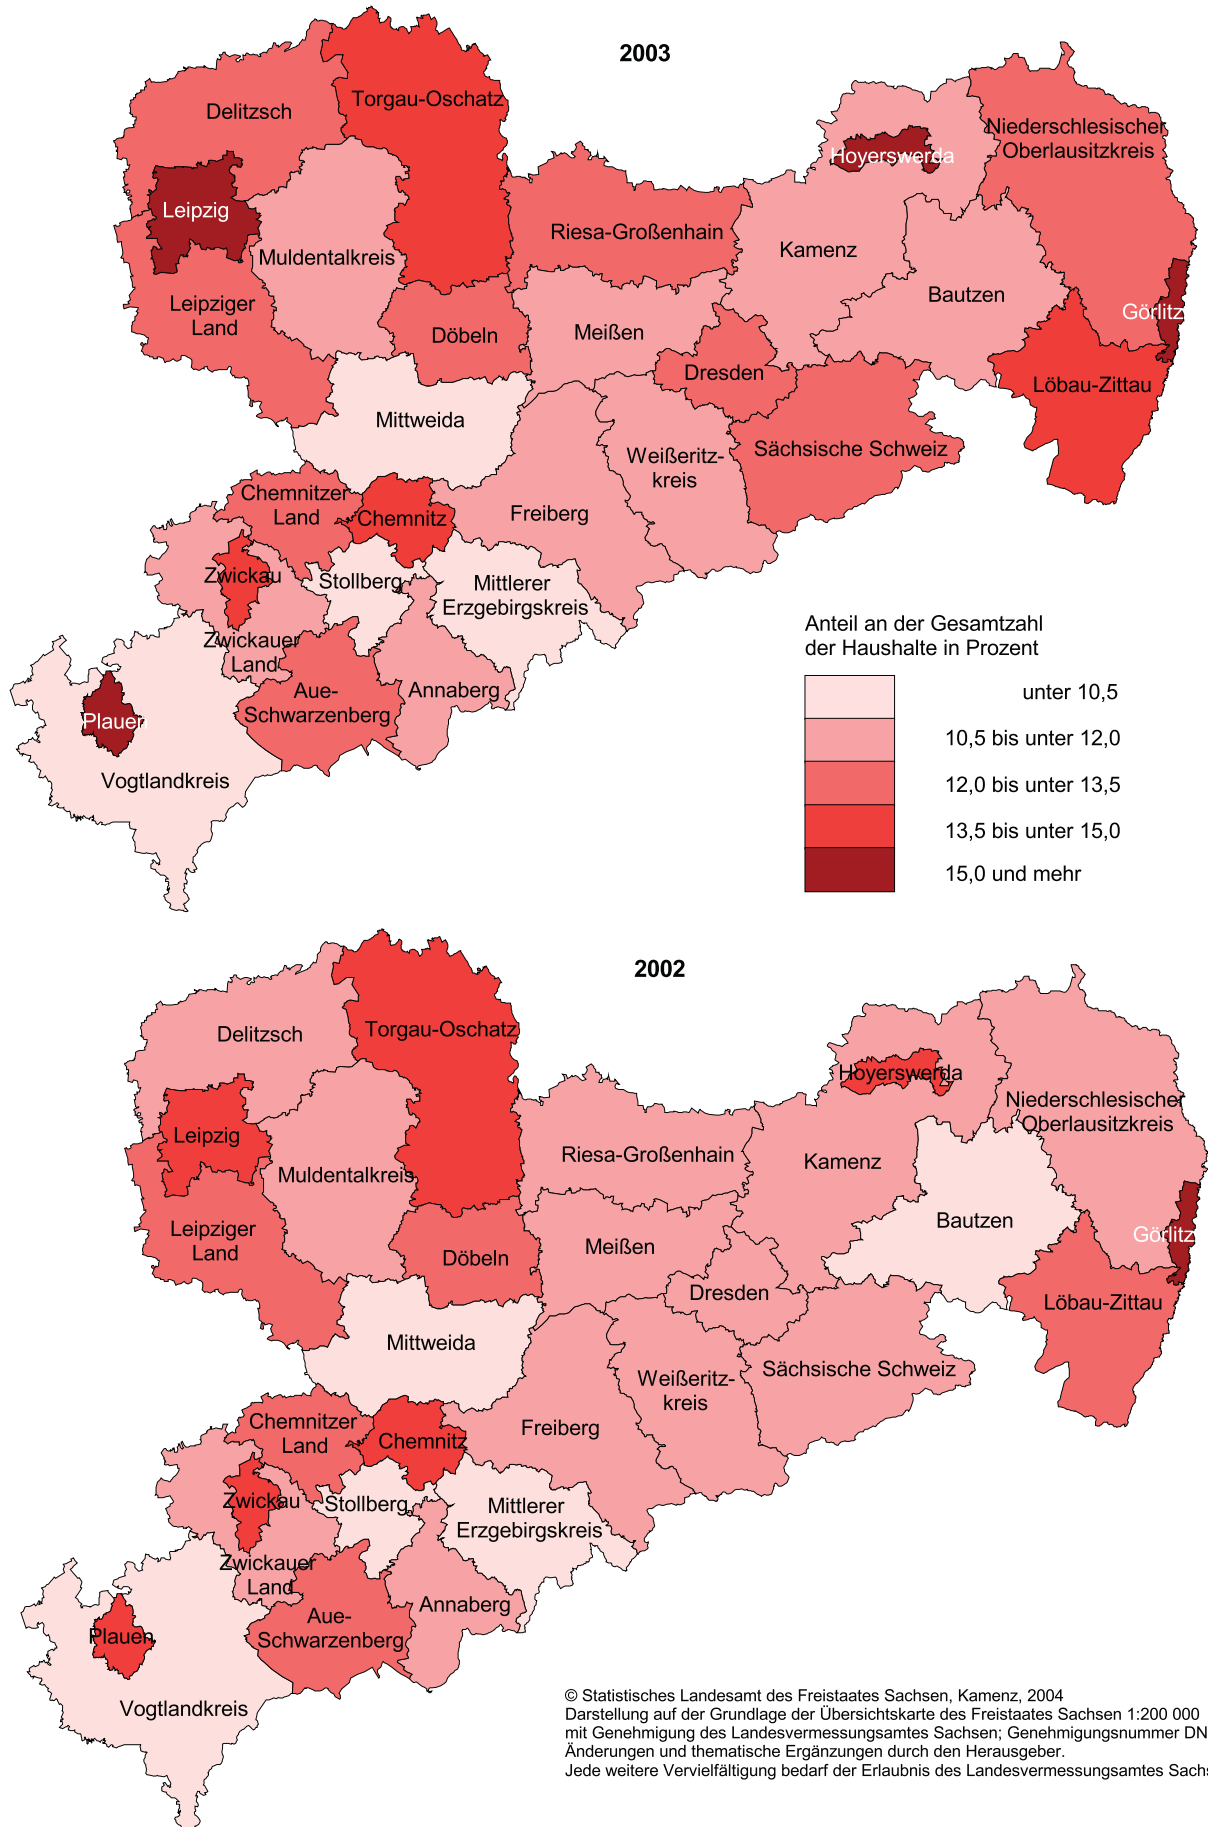 2003
Delitzsch
Torgau-Oschatz
Niederschlesischer
Oberlausitzkreis
Hoyerswerda
Leipzig
Riesa-Großenhain
Muldentalkreis
Kamenz
Bautzen
Leipziger
Land
Görlitz
Döbeln
Meißen
Dresden
Löbau-Zittau
Mittweida
Sächsische Schweiz
Weißeritz-
kreis
Chemnitzer
Land
Chemnitz
Freiberg
Zwickau
Stollberg
Mittlerer
Erzgebirgskreis
Zwickauer
Land
Aue-
Schwarzenberg
Annaberg
Plauen
Vogtlandkreis
Anteil an der Gesamtzahl
der Haushalte in Prozent
unter 10,5
10,5 bis unter 12,0
12,0 bis unter 13,5
13,5 bis unter 15,0
15,0 und mehr
2002
Delitzsch
Torgau-Oschatz
Hoyerswerda
Niederschlesischer
Oberlausitzkreis
Leipzig
Riesa-Großenhain
Kamenz
Muldentalkreis
Bautzen
Leipziger
Land
Görlitz
Döbeln
Meißen
Dresden
Löbau-Zittau
Mittweida
Sächsische Schweiz
Weißeritz-
kreis
Chemnitzer
Land
Chemnitz
Freiberg
Zwickau
Stollberg
Mittlerer
Erzgebirgskreis
Zwickauer
Land
Aue-
Schwarzenberg
Annaberg
Plauen
Vogtlandkreis
© Statistisches Landesamt des Freistaates Sachsen, Kamenz, 2004
Darstellung auf der Grundlage der Übersichtskarte des Freistaates Sachsen 1:200 000
mit Genehmigung des Landesvermessungsamtes Sachsen; Genehmigungsnummer DN
Änderungen und thematische Ergänzungen durch den Herausgeber.
Jede weitere Vervielfältigung bedarf der Erlaubnis des Landesvermessungsamtes Sachs